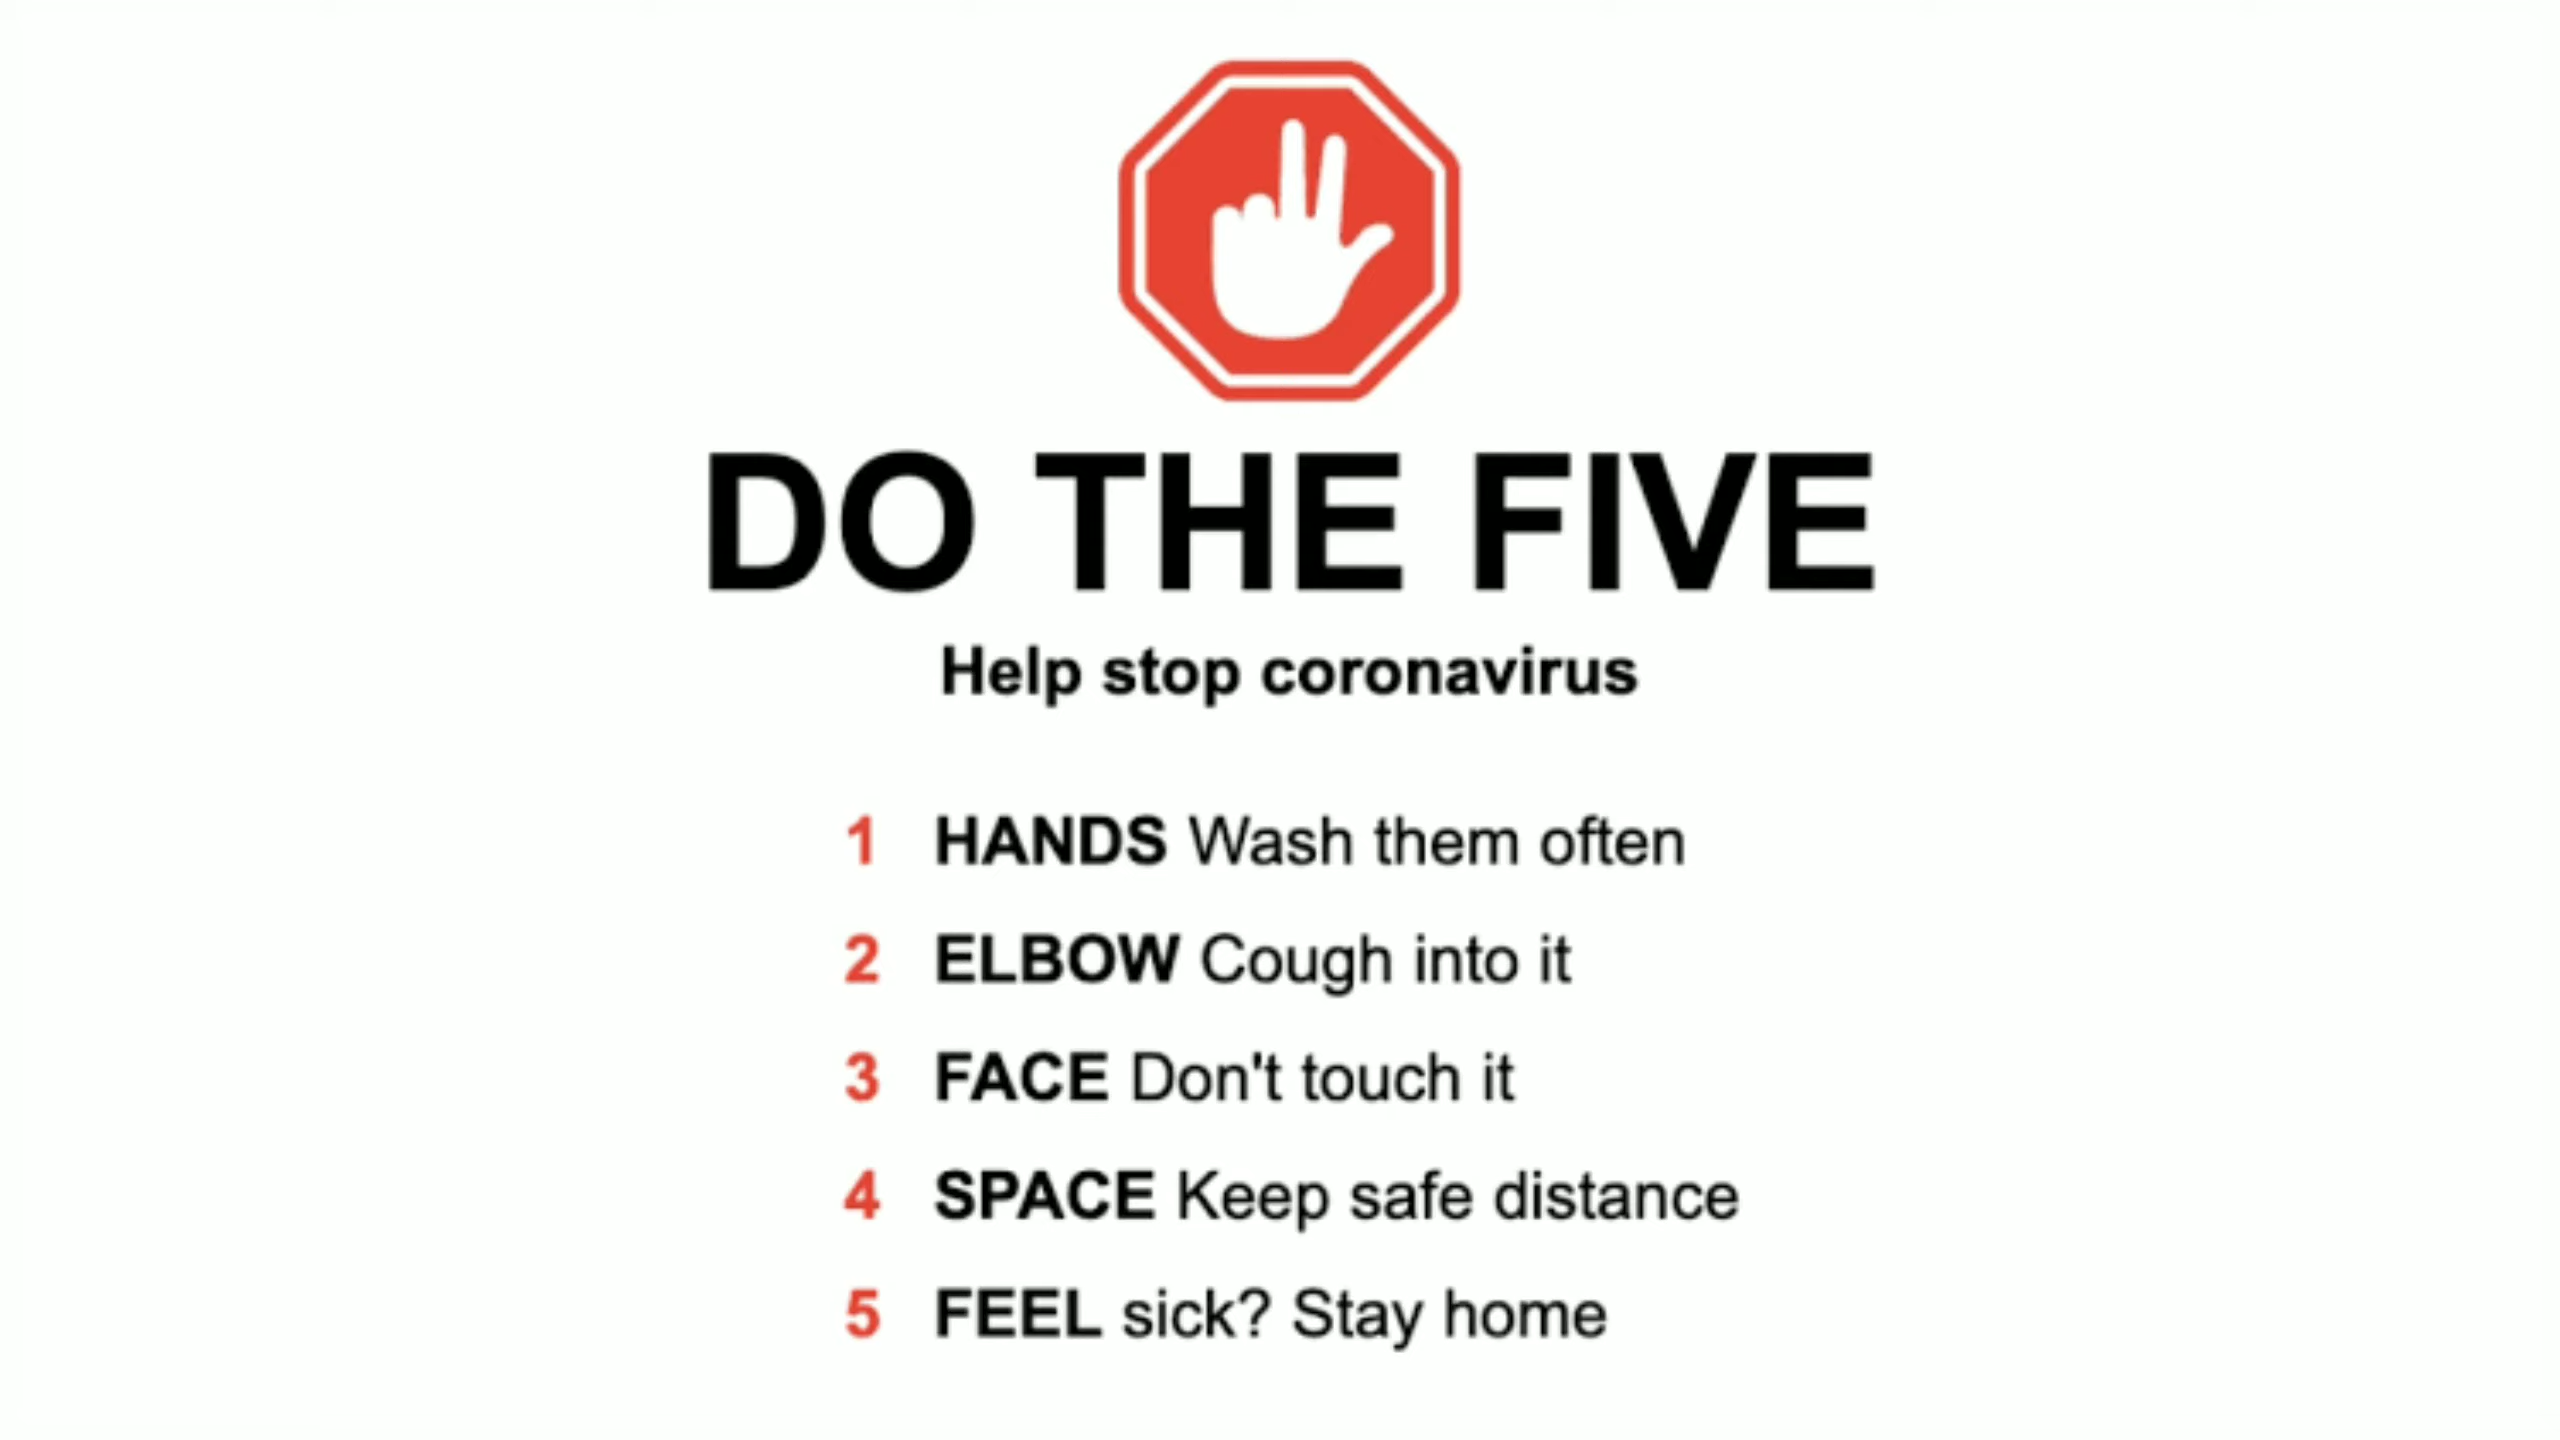 DO THE FIVE
Help stop coronavirus
1 HANDS Wash them often
2 ELBOW Cough into it
3 FACE Don't touch it
4 SPACE Keep safe distance
5 FEEL sick? Stay home